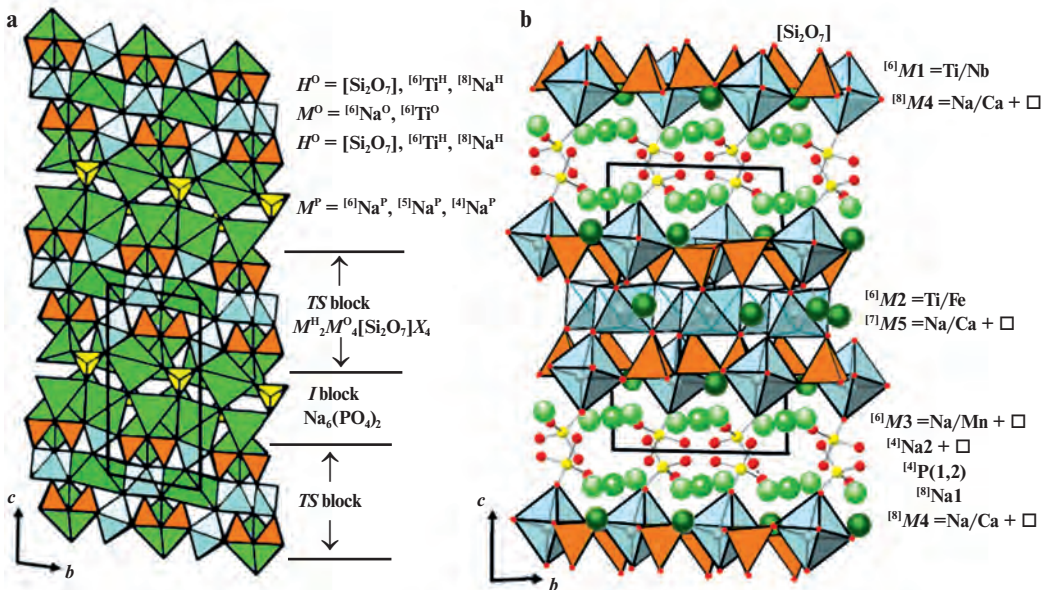 a
H^O = [Si₂O₇], ^[6]Ti^H, ^[8]Na^H
M^O = ^[6]Na^O, ^[6]Ti^O
H^O = [Si₂O₇], ^[6]Ti^H, ^[8]Na^H
M^P = ^[6]Na^P, ^[5]Na^P, ^[4]Na^P
TS block
M^H₂M^O₄[Si₂O₇]X₄
I block
Na₆(PO₄)₂
TS block
c
b
b
[Si₂O₇]
^[6]M1 =Ti/Nb
^[8]M4 =Na/Ca + □
^[6]M2 =Ti/Fe
^[7]M5 =Na/Ca + □
^[6]M3 =Na/Mn + □
^[4]Na2 + □
^[4]P(1,2)
^[8]Na1
^[8]M4 =Na/Ca + □
c
b